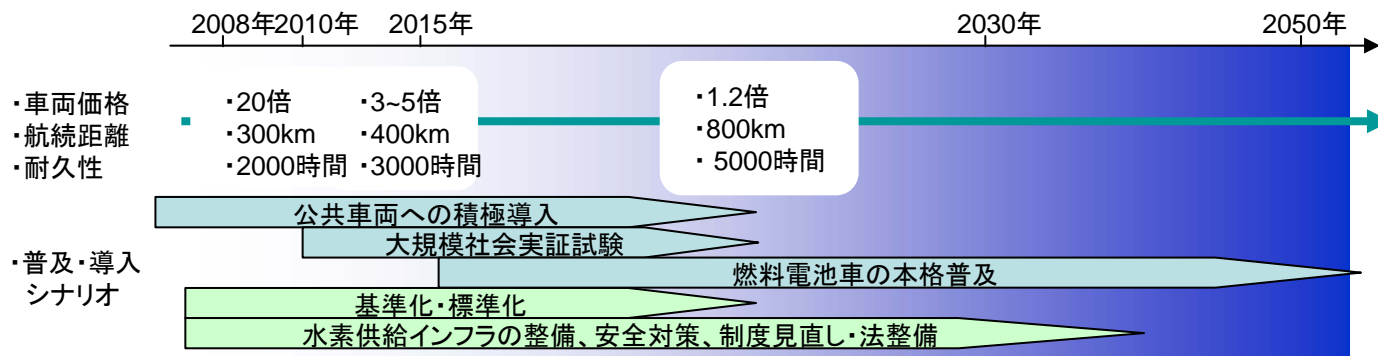 2008年 2010年 2015年 2030年 2050年
・車両価格 ・20倍 ・3~5倍 ・1.2倍
・航続距離 ・300km ・400km ・800km
・耐久性 ・2000時間 ・3000時間 ・ 5000時間
公共車両への積極導入
大規模社会実証試験
・普及・導入
シナリオ
燃料電池車の本格普及
基準化・標準化
水素供給インフラの整備、安全対策、制度見直し・法整備